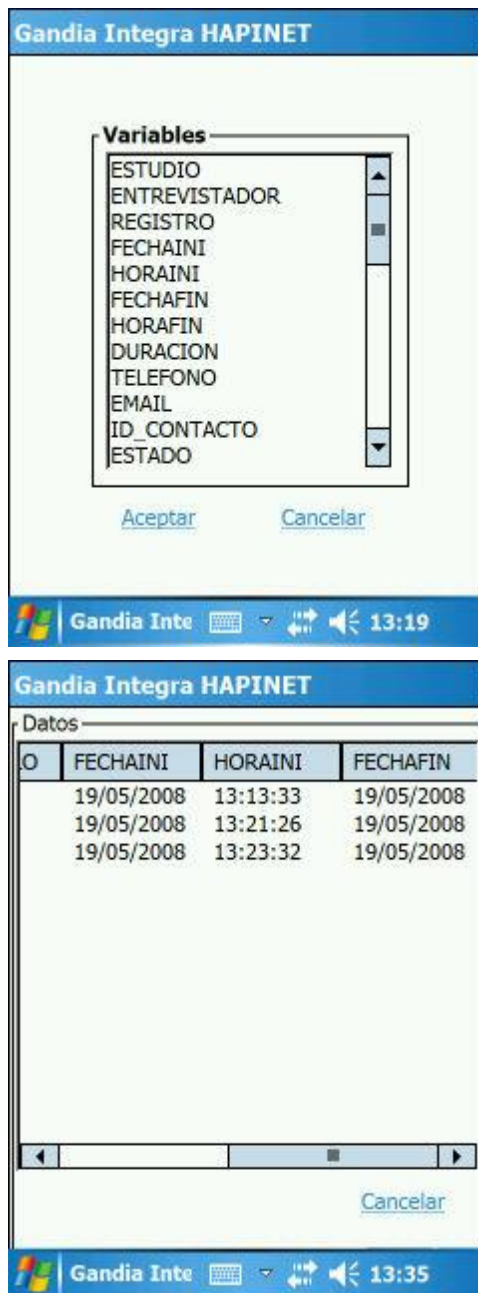 Gandia Integra HAPINET
Variables
ESTUDIO
ENTREVISTADOR
REGISTRO
FECHAINI
HORAINI
FECHAFIN
HORAFIN
DURACION
TELEFONO
EMAIL
ID_CONTACTO
ESTADO
Aceptar Cancelar
Gandia Inte 13:19
Gandia Integra HAPINET
Datos
.O FECHAINI HORAINI FECHAFIN
19/05/2008 13:13:33 19/05/2008
19/05/2008 13:21:26 19/05/2008
19/05/2008 13:23:32 19/05/2008
Cancelar
Gandia Inte 13:35